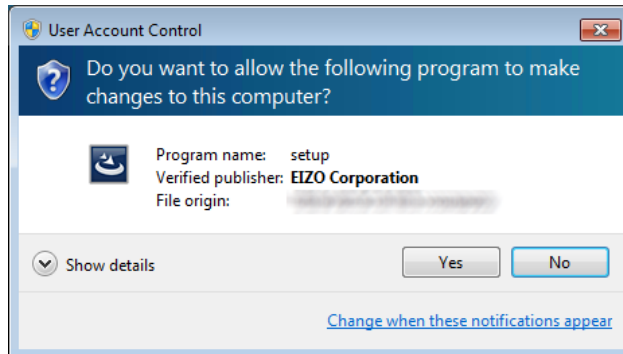 User Account Control
Do you want to allow the following program to make
changes to this computer?
Program name: setup
Verified publisher: EIZO Corporation
File origin:
Show details
Yes
No
Change when these notifications appear